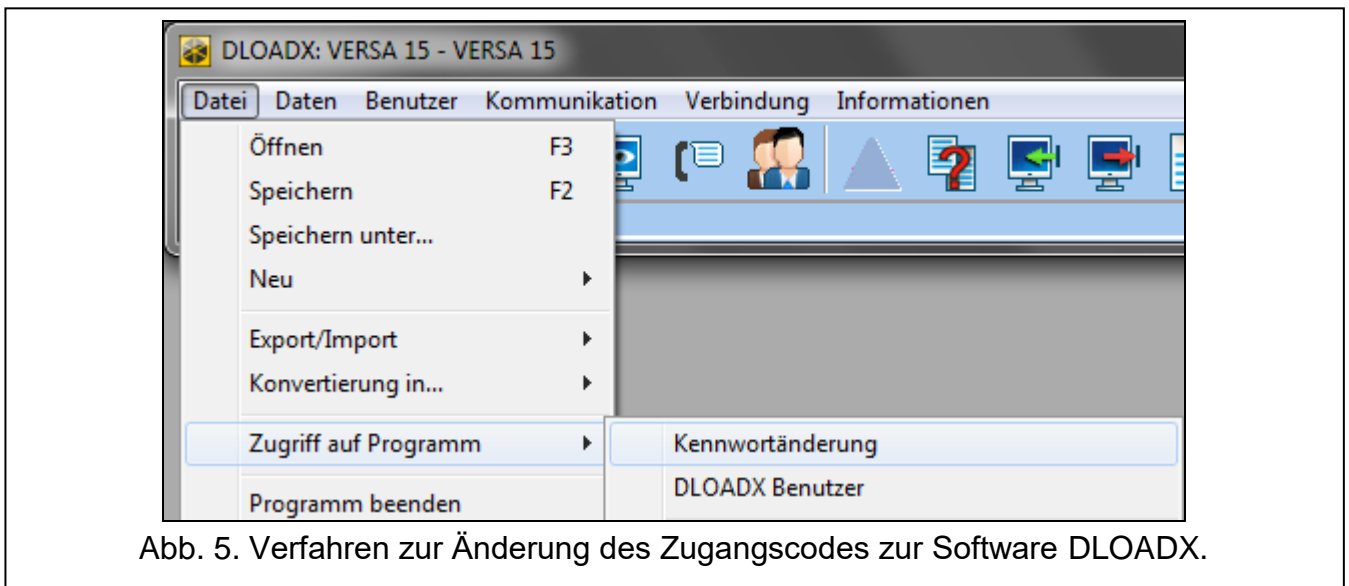 DLOADX: VERSA 15 - VERSA 15
Datei Daten Benutzer Kommunikation Verbindung Informationen
Öffnen F3
Speichern F2
Speichern unter...
Neu
Export/Import
Konvertierung in...
Zugriff auf Programm
Kennwortänderung
DLOADX Benutzer
Programm beenden
Abb. 5. Verfahren zur Änderung des Zugangscodes zur Software DLOADX.